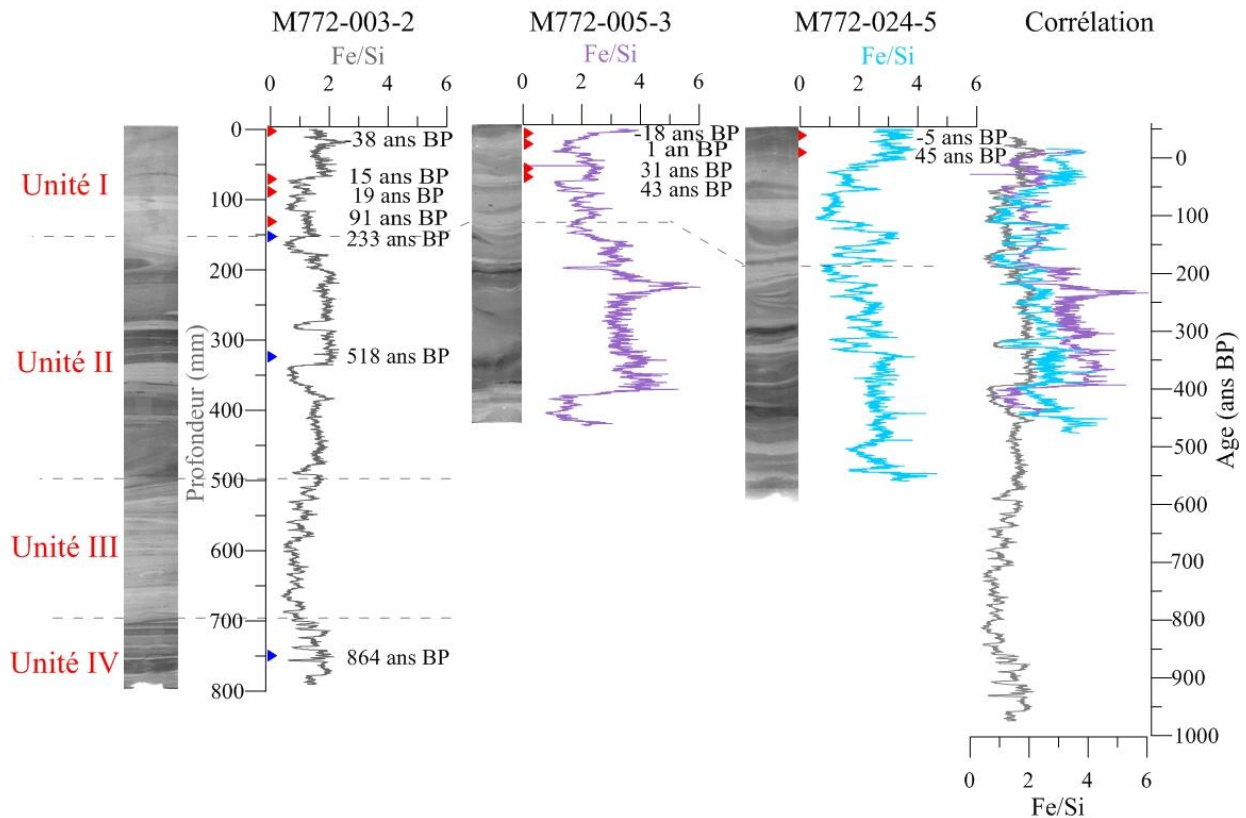 M772-003-2
M772-005-3
M772-024-5
Corrélation
Fe/Si
Fe/Si
Fe/Si
0 2 4 6
0 2 4 6
0 2 4 6
Unité I
Unité II
Unité III
Unité IV
Profondeur (mm)
0
100
200
300
400
500
600
700
800
-38 ans BP
15 ans BP
19 ans BP
91 ans BP
233 ans BP
518 ans BP
864 ans BP
-18 ans BP
1 an BP
31 ans BP
43 ans BP
-5 ans BP
45 ans BP
0
100
200
300
400
500
600
700
800
900
1000
Age (ans BP)
0 2 4 6
Fe/Si